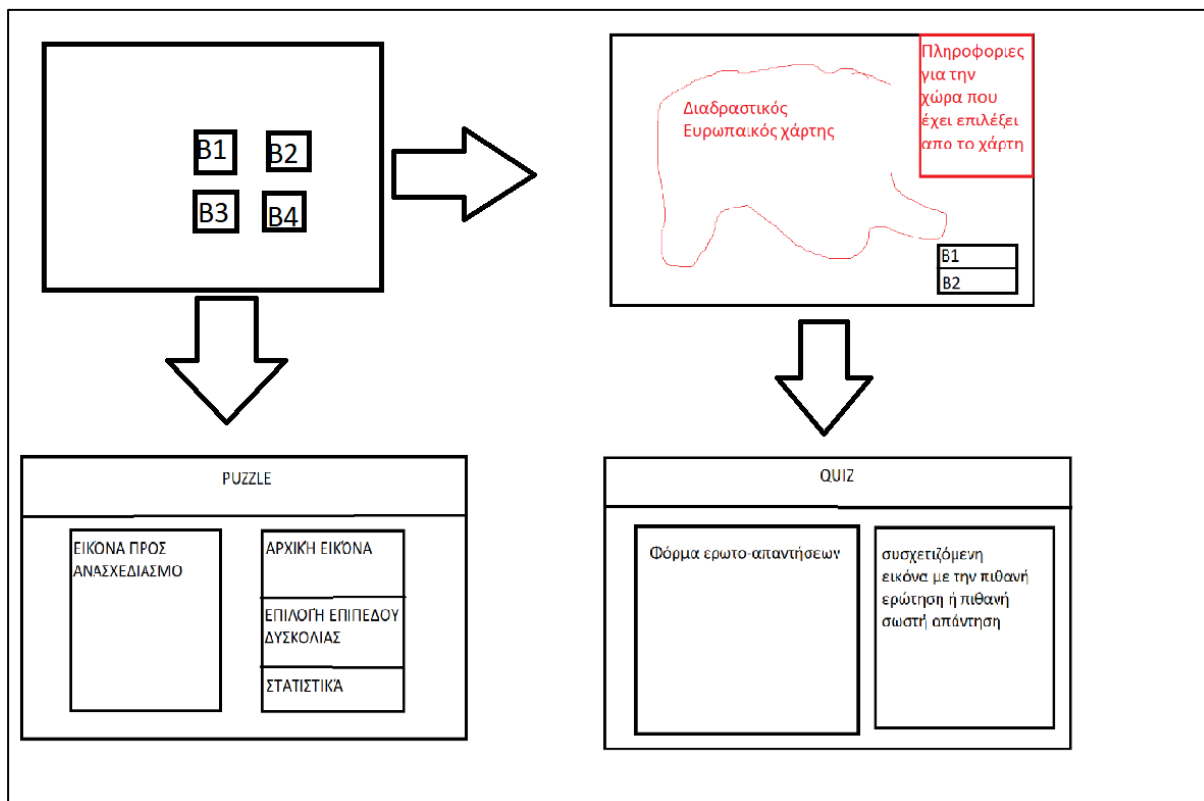 B1
B2
B3
B4
Διαδραστικός
Ευρωπαικός χάρτης
Πληροφοριες
για την
χώρα που
έχει επιλέξει
απο το χάρτη
B1
B2
PUZZLE
ΕΙΚΌΝΑ ΠΡΟΣ
ΑΝΑΣΧΕΔΙΑΣΜΟ
ΑΡΧΙΚΉ ΕΙΚΌΝΑ
ΕΠΙΛΟΓΉ ΕΠΙΠΕΔΟΥ
ΔΥΣΚΟΛΙΑΣ
ΣΤΑΤΙΣΤΙΚΆ
QUIZ
Φόρμα ερωτο-απαντήσεων
συσχετιζόμενη
εικόνα με την πιθανή
ερώτηση ή πιθανή
σωστή απάντηση